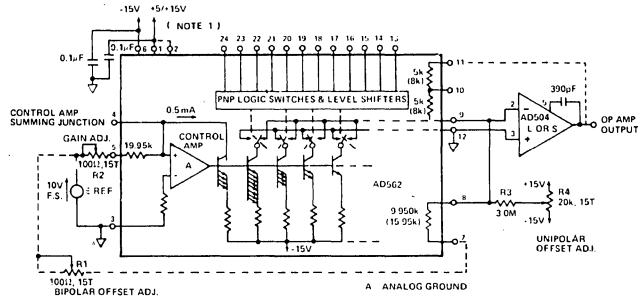 -15V +5/+15V
( NOTE 1 )
0.1µF 0.1µF
6 1 2
24 23 22 21 20 19 18 17 16 15 14 13
11
5k
(8k)
10
5k
(8k)
390pF
PNP LOGIC SWITCHES & LEVEL SHIFTERS
CONTROL AMP
SUMMING JUNCTION
4
0.5mA
9
2
5
AD504
L OR S
OP AMP
OUTPUT
12
3
GAIN ADJ.
5
19.95k
CONTROL
AMP
100Ω, 15T
R2
+
A
-
AD562
10V
F.S.
E REF
3
8
9.950k
(15.95k)
7
R3
3.0M
+15V
R4
20k, 15T
-15V
-15V
UNIPOLAR
OFFSET ADJ.
R1
100Ω, 15T
BIPOLAR OFFSET ADJ.
A ANALOG GROUND